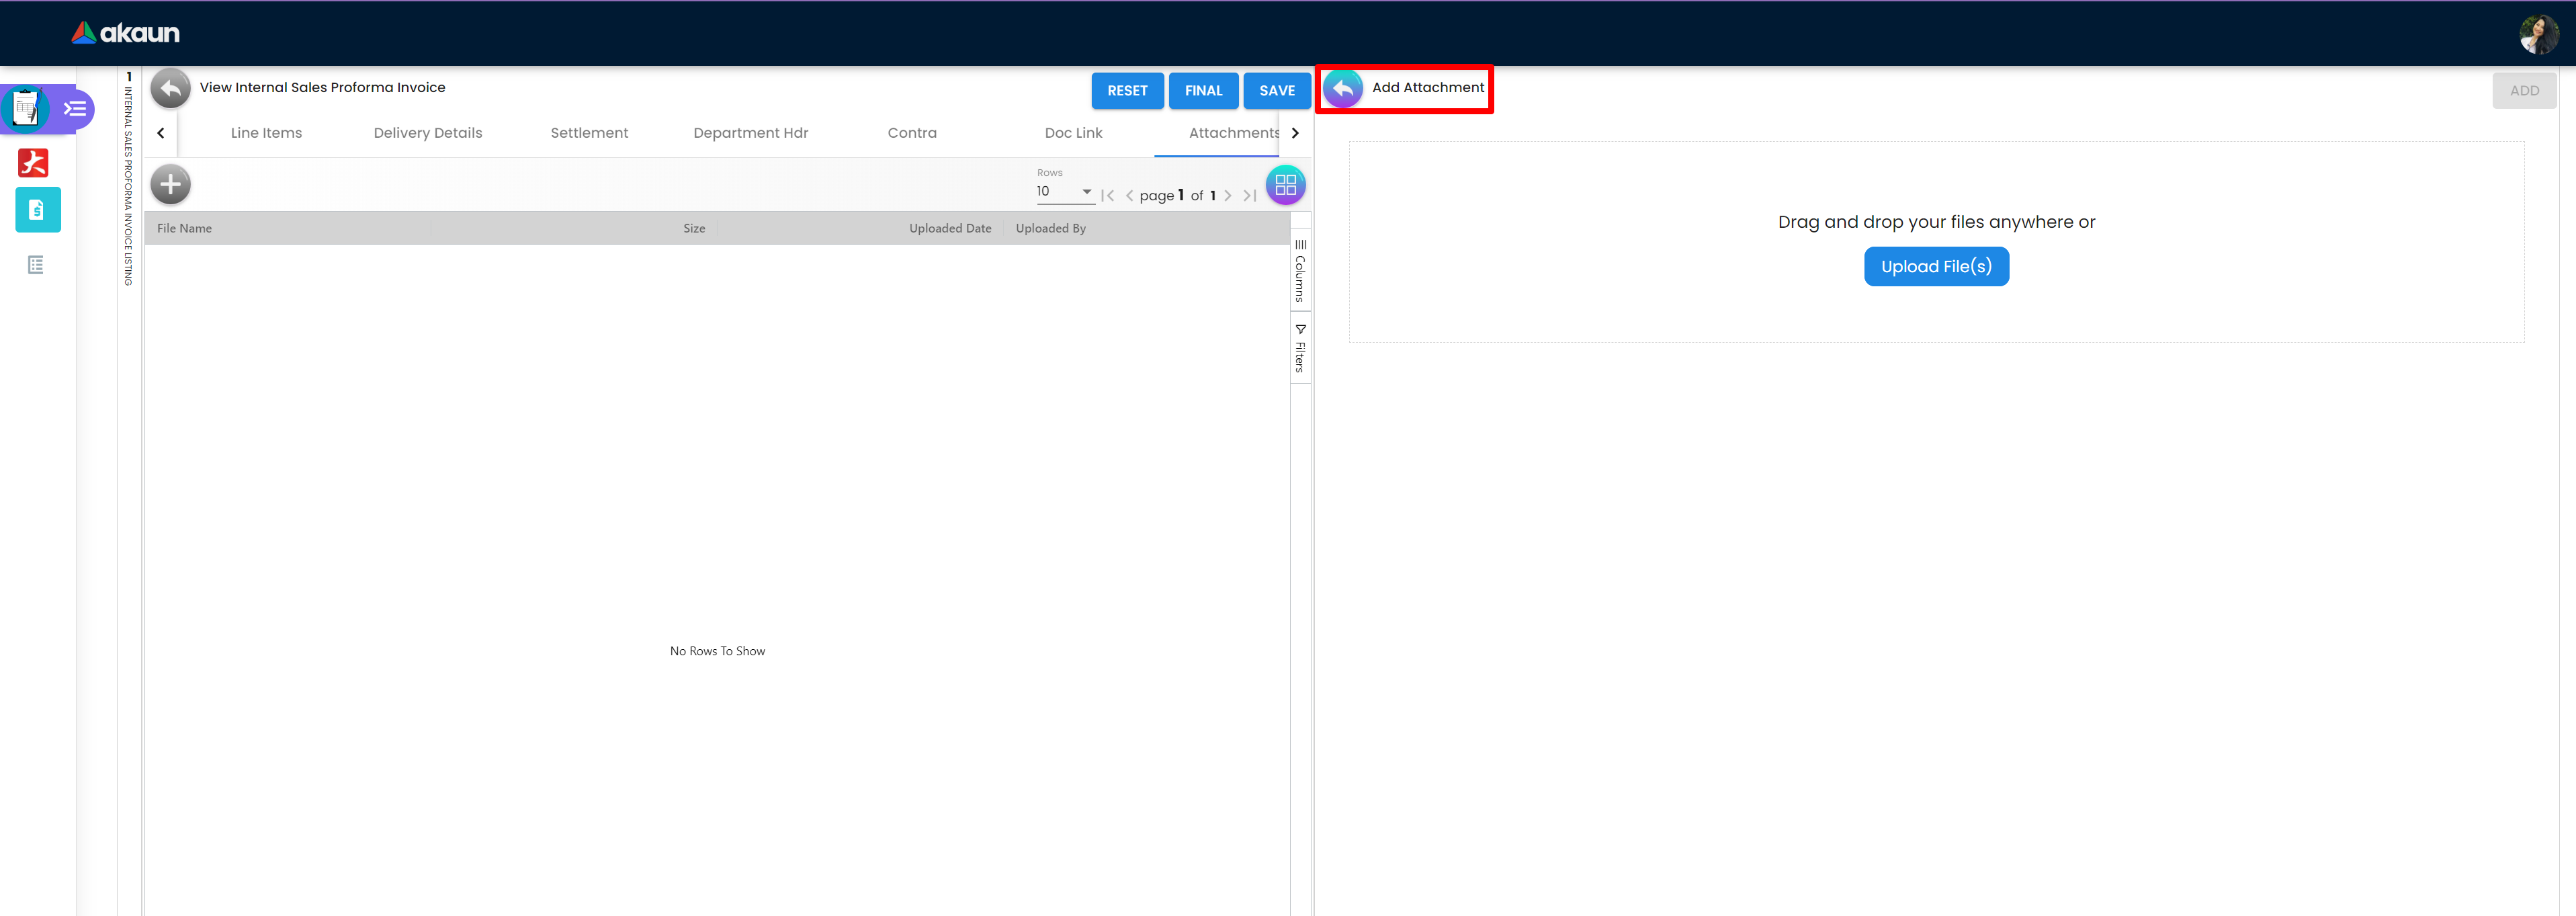 akaun
1 INTERNAL SALES PROFORMA INVOICE LISTING
View Internal Sales Proforma Invoice
RESET
FINAL
SAVE
Line Items
Delivery Details
Settlement
Department Hdr
Contra
Doc Link
Attachments
Rows
10
page 1 of 1
File Name
Size
Uploaded Date
Uploaded By
Columns
Filters
No Rows To Show
Add Attachment
ADD
Drag and drop your files anywhere or
Upload File(s)